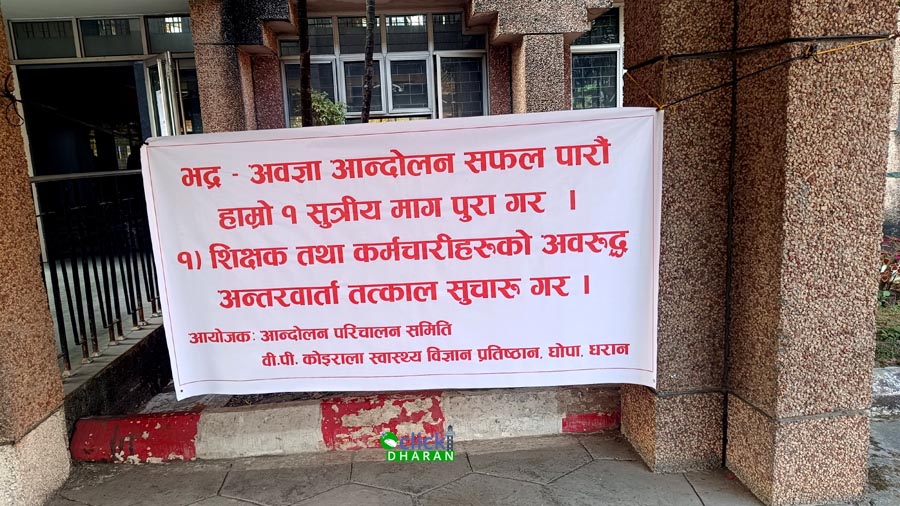 भद्र - अवज्ञा आन्दोलन सफल पारौं
हाम्रो १ सुत्रीय माग पुरा गर ।
१) शिक्षक तथा कर्मचारीहरुको अवरुद्ध
अन्तरवार्ता तत्काल सुचारु गर ।
आयोजक: आन्दोलन परिचालन समिति
वी.पी. कोइराला स्वास्थ्य विज्ञान प्रतिष्ठान, घोपा, धरान
click
DHARAN